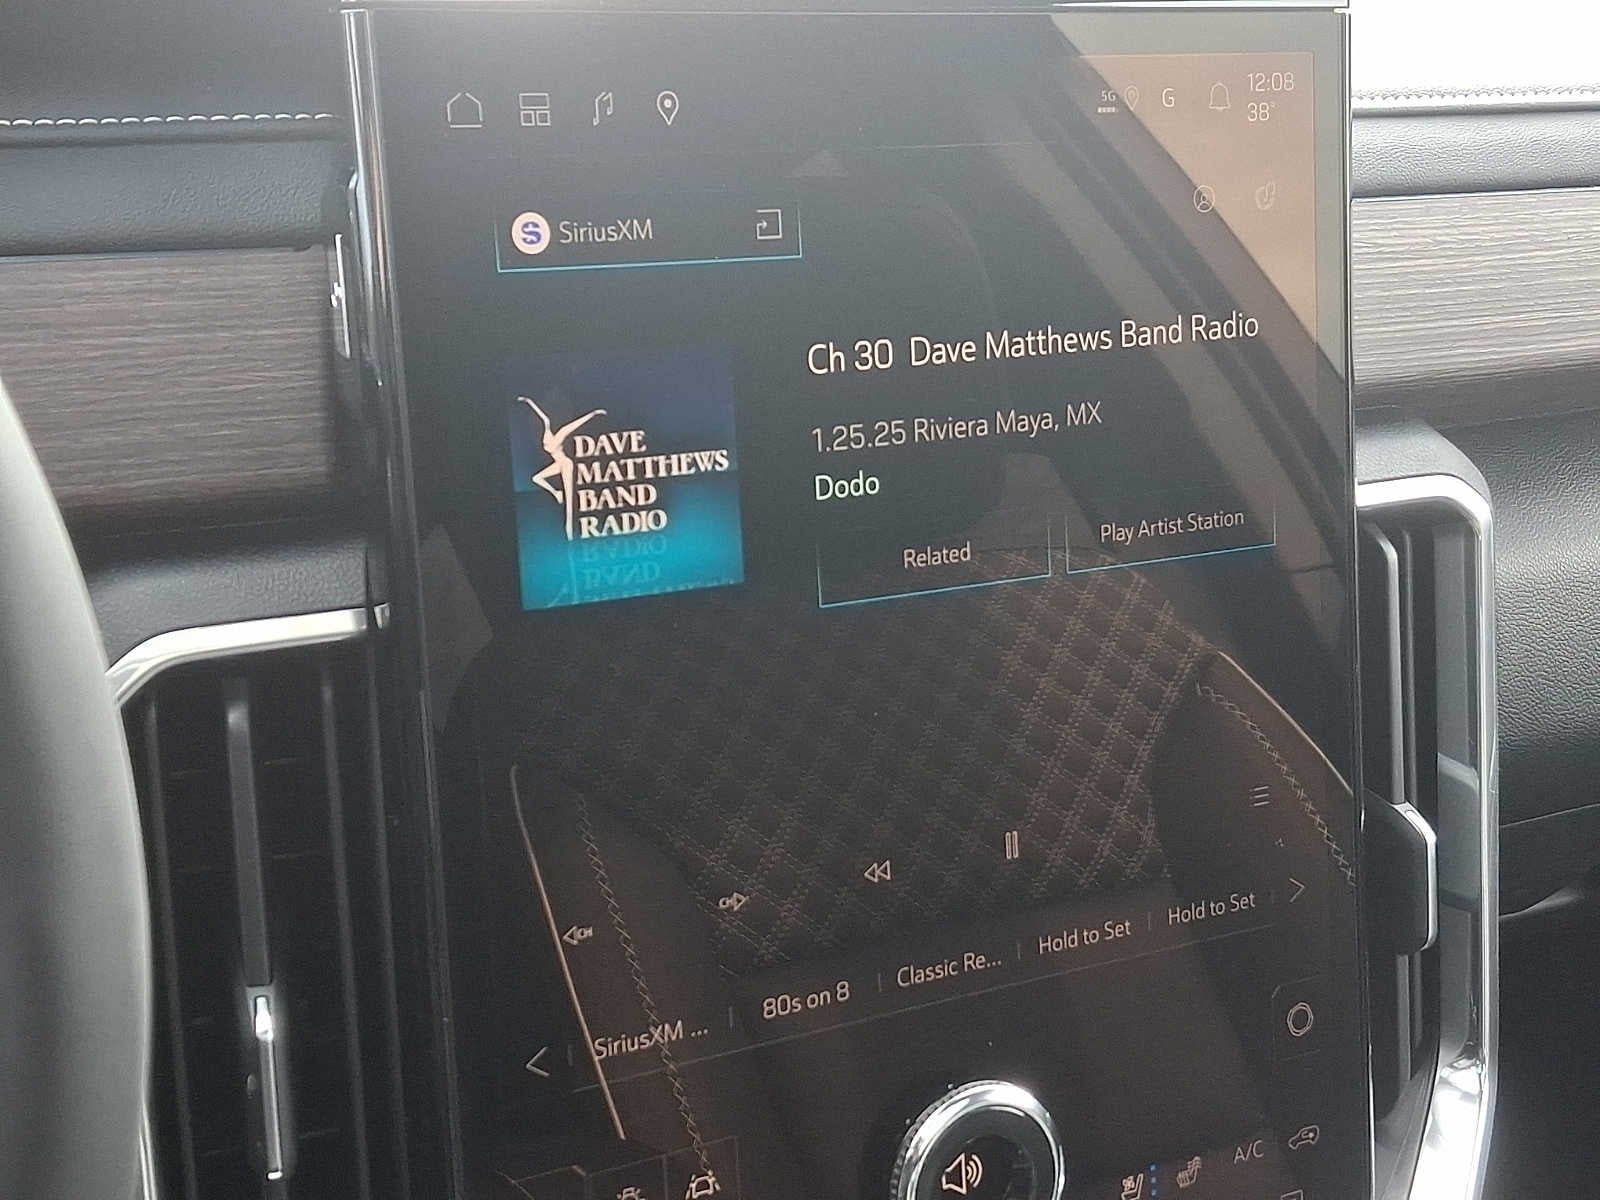 5G
G
12:08
38°
SiriusXM
Ch 30 Dave Matthews Band Radio
1.25.25 Riviera Maya, MX
Dodo
Related
Play Artist Station
DAVE
MATTHEWS
BAND
RADIO
CH
CH
SiriusXM ...
80s on 8
Classic Re...
Hold to Set
Hold to Set
A/C